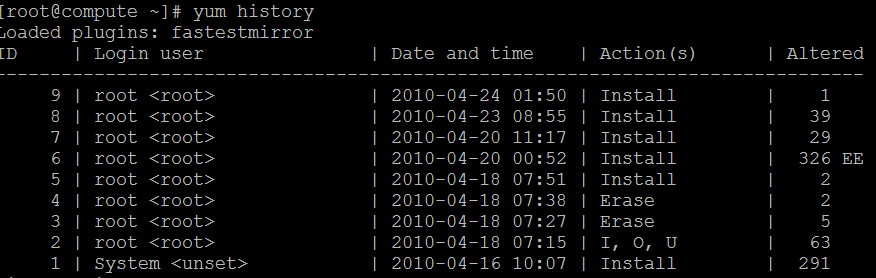 [root@compute ~]# yum history
Loaded plugins: fastestmirror
ID | Login user | Date and time | Action(s) | Altered
-------------------------------------------------------------------------------
9 | root <root> | 2010-04-24 01:50 | Install | 1
8 | root <root> | 2010-04-23 08:55 | Install | 39
7 | root <root> | 2010-04-20 11:17 | Install | 29
6 | root <root> | 2010-04-20 00:52 | Install | 326 EE
5 | root <root> | 2010-04-18 07:51 | Install | 2
4 | root <root> | 2010-04-18 07:38 | Erase | 2
3 | root <root> | 2010-04-18 07:27 | Erase | 5
2 | root <root> | 2010-04-18 07:15 | I, O, U | 63
1 | System <unset> | 2010-04-16 10:07 | Install | 291